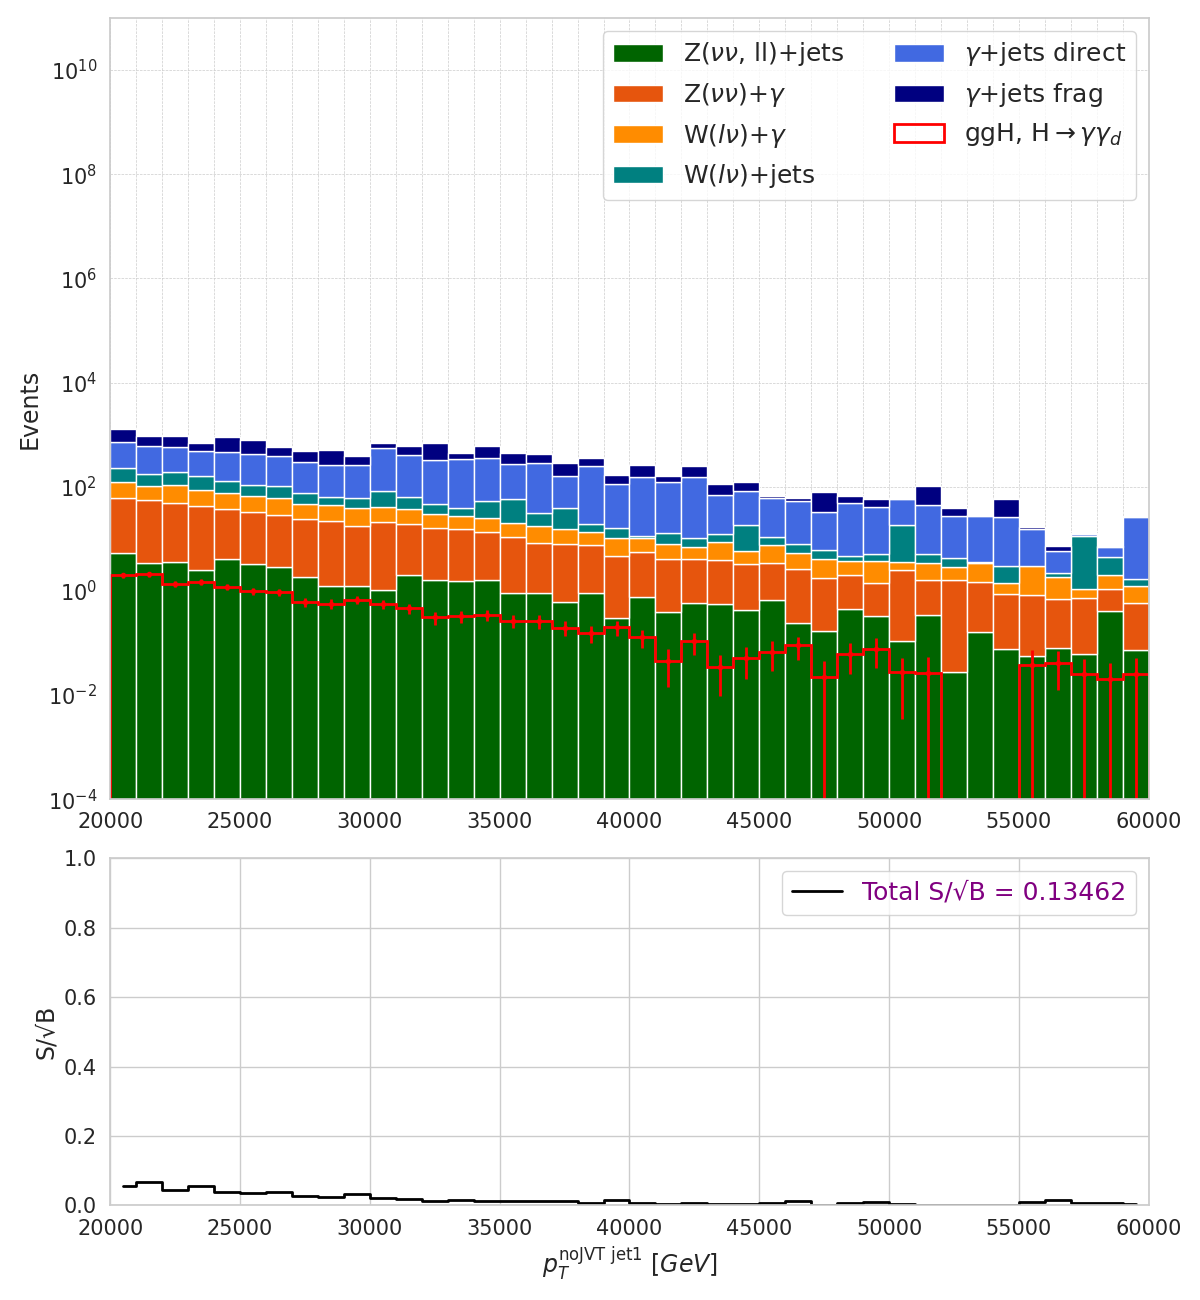 Z(νν, ll)+jets
Z(νν)+γ
W(lν)+γ
W(lν)+jets
γ+jets direct
γ+jets frag
ggH, H→γγ_d
Events
10^10
10^8
10^6
10^4
10^2
10^0
10^−2
10^−4
20000 25000 30000 35000 40000 45000 50000 55000 60000
Total S/√B = 0.13462
S/√B
1.0
0.8
0.6
0.4
0.2
0.0
20000 25000 30000 35000 40000 45000 50000 55000 60000
p_T^noJVT jet1 [GeV]